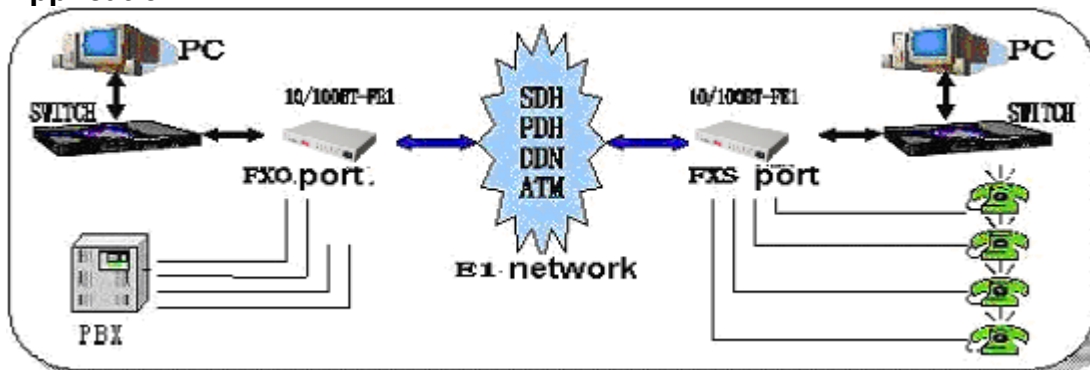 PC
PC
SWITCH
10/100BT-FE1
SDH
PDH
DDN
ATM
10/100BT-FE1
SWITCH
FXO port
FXS port
E1 network
PBX